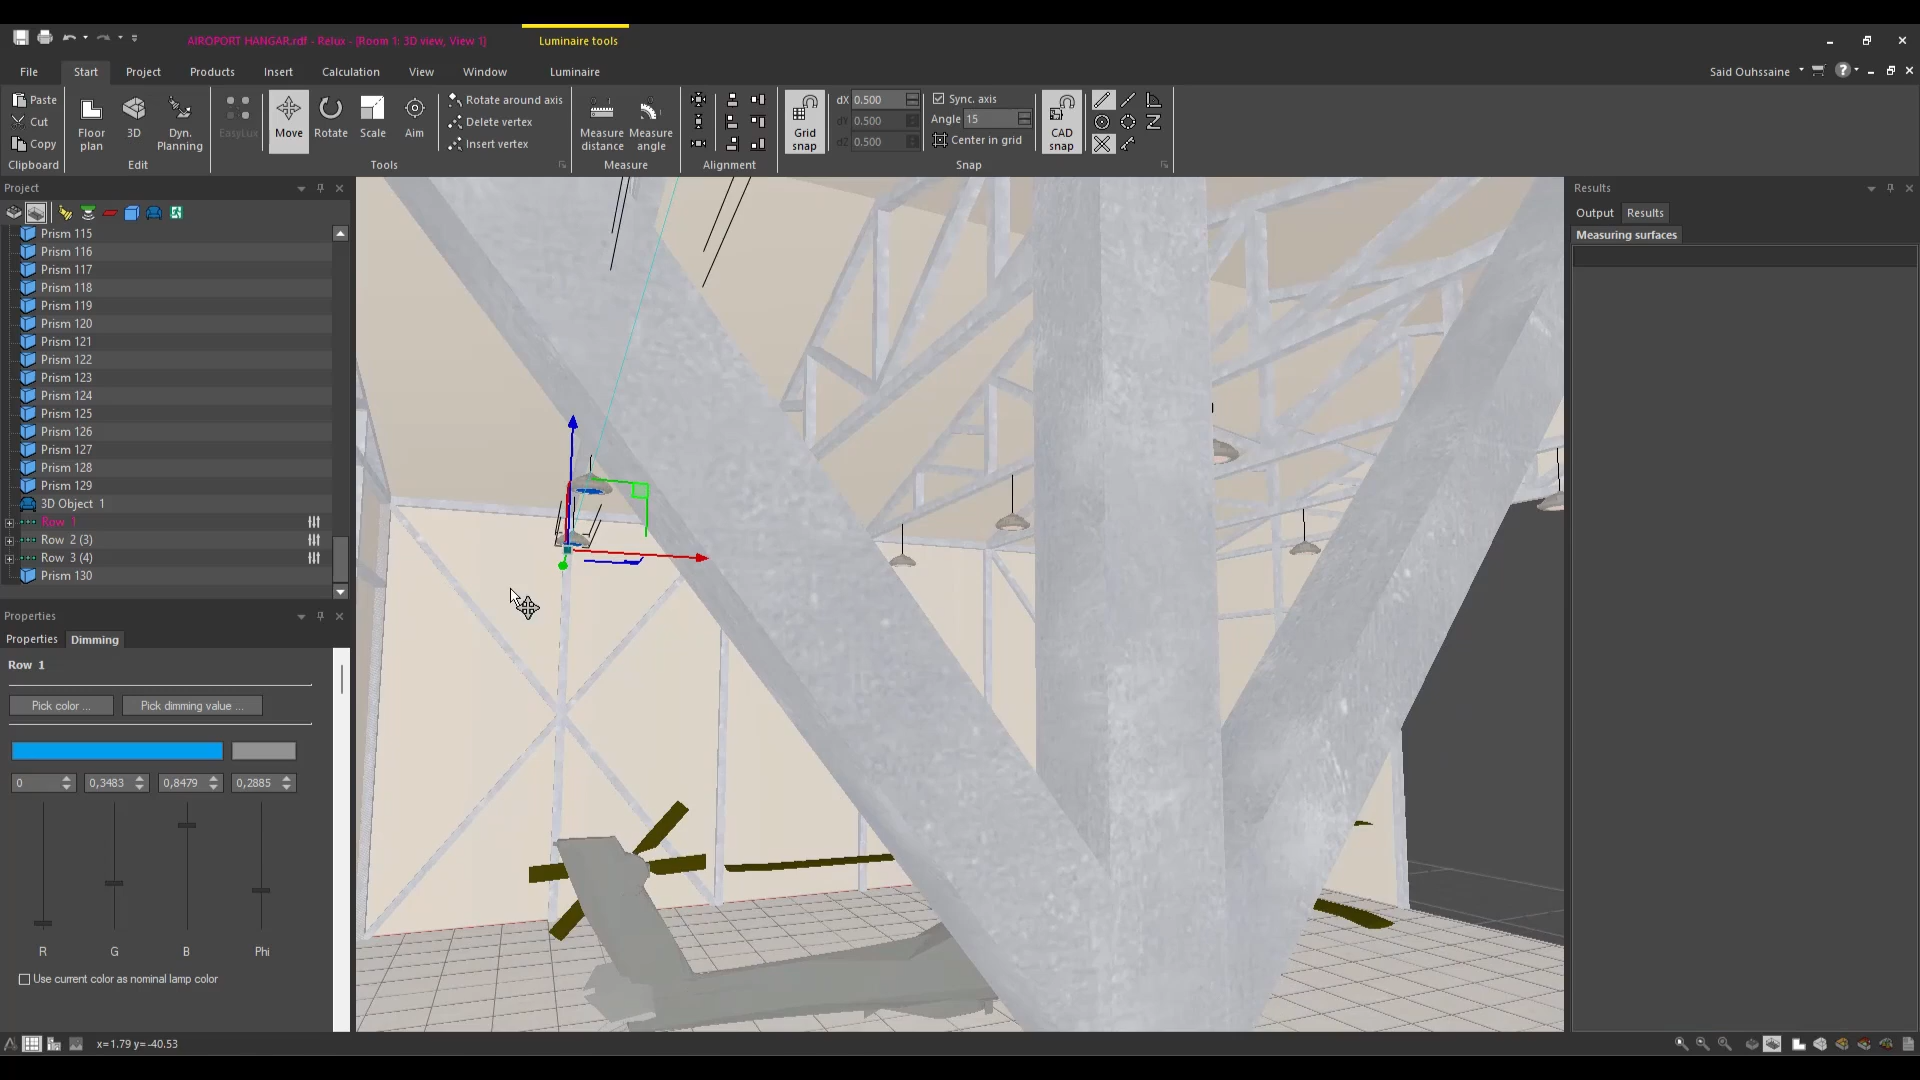 AIROPORT HANGAR.rdf - Relux - [Room 1: 3D view, View 1]
Luminaire tools
File
Start
Project
Products
Insert
Calculation
View
Window
Luminaire
Said Ouhssaine
Paste
Cut
Copy
Clipboard
Floor plan
3D
Dyn. Planning
Edit
EasyLux
Move
Rotate
Scale
Aim
Rotate around axis
Delete vertex
Insert vertex
Tools
Measure distance
Measure angle
Measure
Alignment
Grid snap
dX 0.500
dY 0.500
dZ 0.500
Sync. axis
Angle 15
Center in grid
Snap
CAD snap
Project
Prism 115
Prism 116
Prism 117
Prism 118
Prism 119
Prism 120
Prism 121
Prism 122
Prism 123
Prism 124
Prism 125
Prism 126
Prism 127
Prism 128
Prism 129
3D Object 1
Row 1
Row 2 (3)
Row 3 (4)
Prism 130
Properties
Properties
Dimming
Row 1
Pick color ...
Pick dimming value ...
0
0,3483
0,8479
0,2885
R
G
B
Phi
Use current color as nominal lamp color
Results
Output
Results
Measuring surfaces
x=1.79 y=-40.53